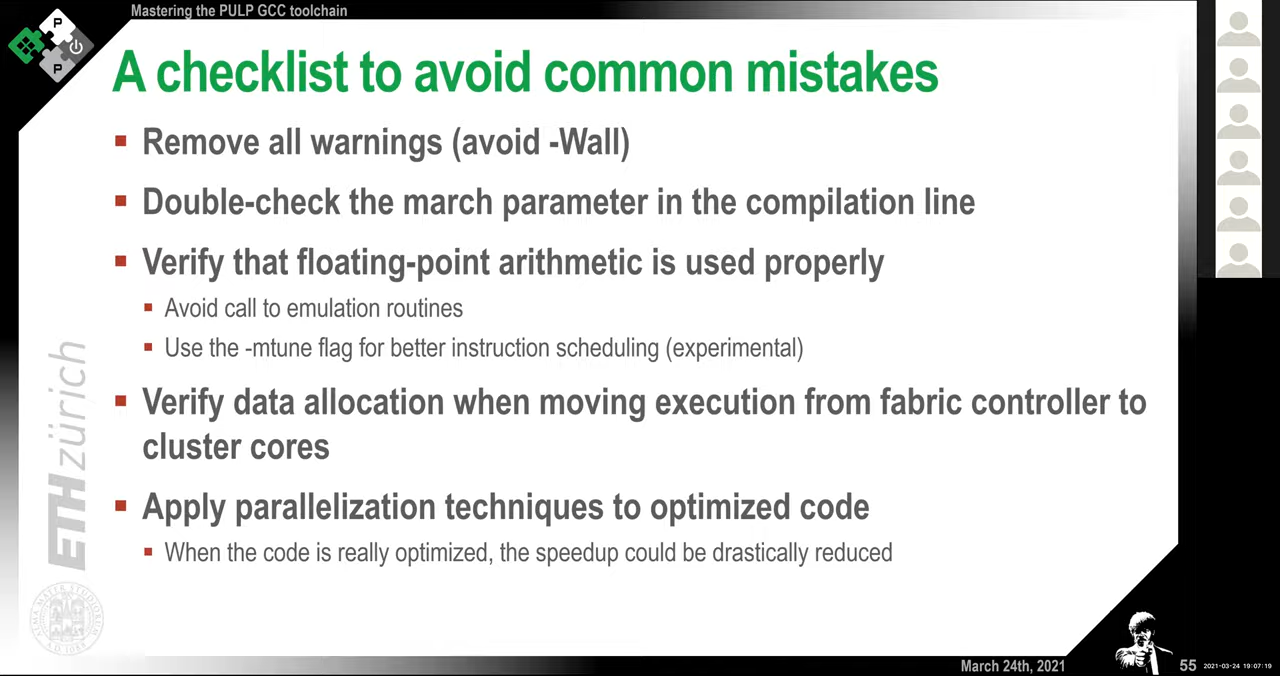 Mastering the PULP GCC toolchain
P
P
A checklist to avoid common mistakes
Remove all warnings (avoid -Wall)
Double-check the march parameter in the compilation line
Verify that floating-point arithmetic is used properly
Avoid call to emulation routines
Use the -mtune flag for better instruction scheduling (experimental)
Verify data allocation when moving execution from fabric controller to
cluster cores
Apply parallelization techniques to optimized code
When the code is really optimized, the speedup could be drastically reduced
ETH zürich
ALMA MATER STUDIORUM
A.D. 1088
March 24th, 2021
55
2021-03-24 19:07:19